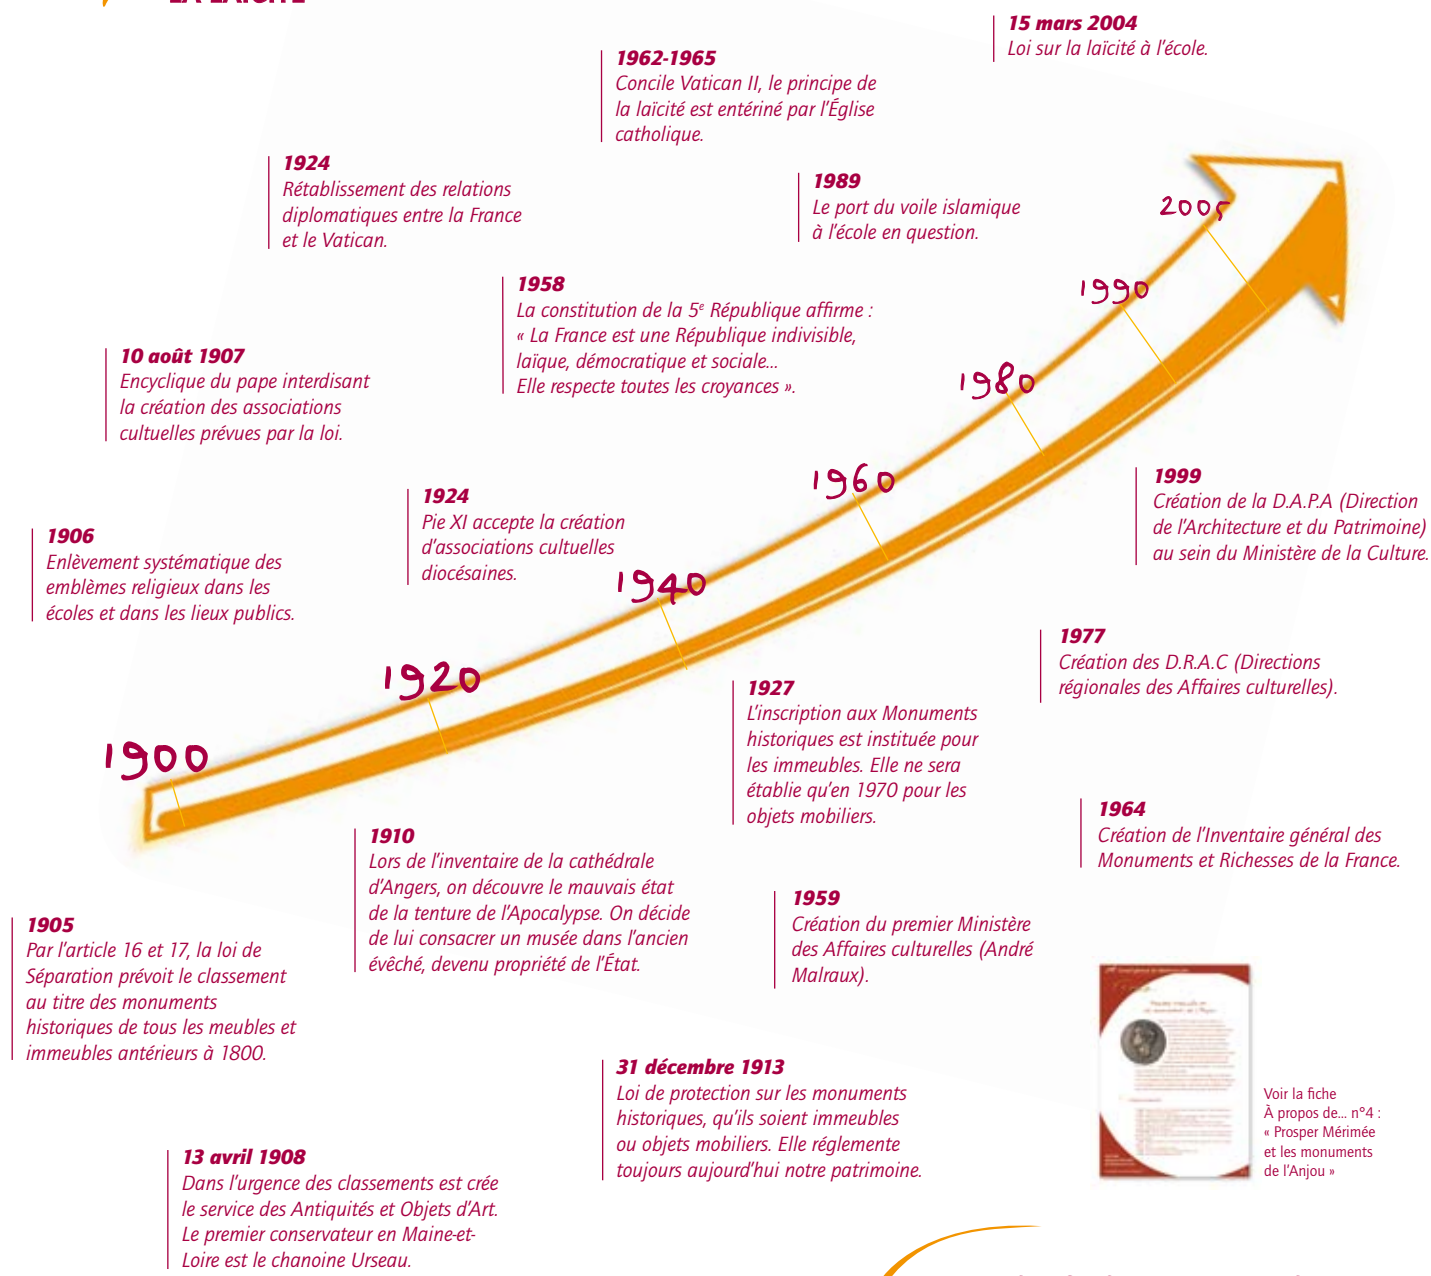 LA LAÏCITÉ
15 mars 2004
Loi sur la laïcité à l'école.
1962-1965
Concile Vatican II, le principe de
la laïcité est entériné par l'Église
catholique.
1924
Rétablissement des relations
diplomatiques entre la France
et le Vatican.
1989
Le port du voile islamique
à l'école en question.
1958
La constitution de la 5e République affirme :
« La France est une République indivisible,
laïque, démocratique et sociale...
Elle respecte toutes les croyances ».
10 août 1907
Encyclique du pape interdisant
la création des associations
cultuelles prévues par la loi.
1924
Pie XI accepte la création
d'associations cultuelles
diocésaines.
1906
Enlèvement systématique des
emblèmes religieux dans les
écoles et dans les lieux publics.
1900
1920
1940
1960
1980
1990
2005
1999
Création de la D.A.P.A (Direction
de l'Architecture et du Patrimoine)
au sein du Ministère de la Culture.
1977
Création des D.R.A.C (Directions
régionales des Affaires culturelles).
1927
L'inscription aux Monuments
historiques est instituée pour
les immeubles. Elle ne sera
établie qu'en 1970 pour les
objets mobiliers.
1964
Création de l'Inventaire général des
Monuments et Richesses de la France.
1910
Lors de l'inventaire de la cathédrale
d'Angers, on découvre le mauvais état
de la tenture de l'Apocalypse. On décide
de lui consacrer un musée dans l'ancien
évêché, devenu propriété de l'État.
1959
Création du premier Ministère
des Affaires culturelles (André
Malraux).
1905
Par l'article 16 et 17, la loi de
Séparation prévoit le classement
au titre des monuments
historiques de tous les meubles et
immeubles antérieurs à 1800.
31 décembre 1913
Loi de protection sur les monuments
historiques, qu'ils soient immeubles
ou objets mobiliers. Elle réglemente
toujours aujourd'hui notre patrimoine.
13 avril 1908
Dans l'urgence des classements est crée
le service des Antiquités et Objets d'Art.
Le premier conservateur en Maine-et-
Loire est le chanoine Urseau.
Voir la fiche
À propos de... n°4 :
« Prosper Mérimée
et les monuments
de l'Anjou »